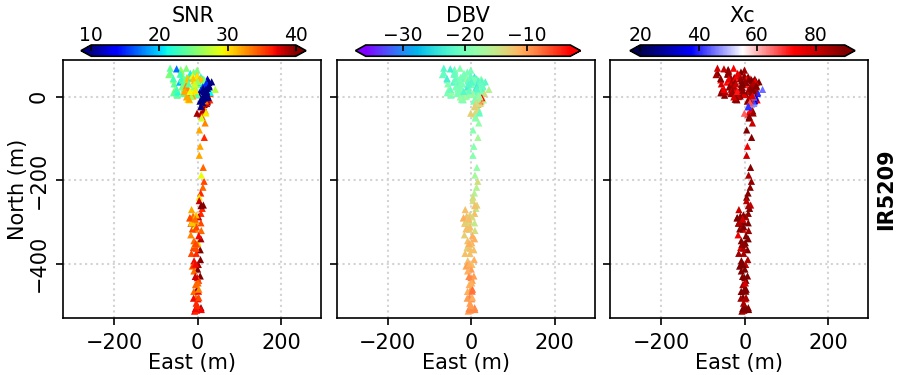 SNR DBV Xc
10 20 30 40 −30 −20 −10 20 40 60 80
North (m)
0
−200
−400
IR5209
−200 0 200 −200 0 200 −200 0 200
East (m) East (m) East (m)